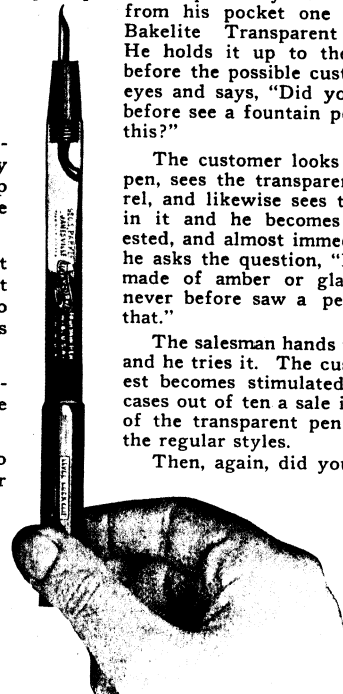 from his pocket one
Bakelite Transparent
He holds it up to the
before the possible cust
eyes and says, “Did yo
before see a fountain p
this?”
The customer looks
pen, sees the transpare
rel, and likewise sees t
in it and he becomes
ested, and almost imme
he asks the question, “I
made of amber or gla
never before saw a pe
that.”
The salesman hands
and he tries it. The cu
est becomes stimulated
cases out of ten a sale i
of the transparent pen
the regular styles.
Then, again, did you